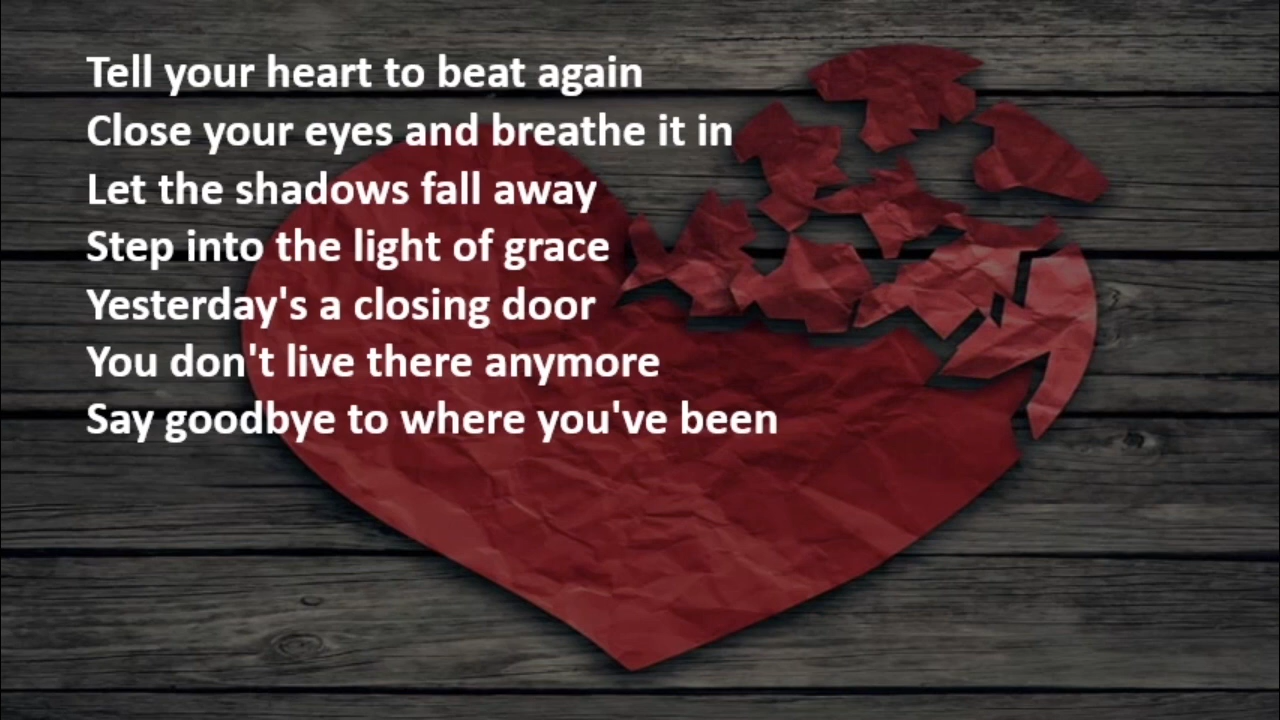 Tell your heart to beat again
Close your eyes and breathe it in
Let the shadows fall away
Step into the light of grace
Yesterday's a closing door
You don't live there anymore
Say goodbye to where you've been